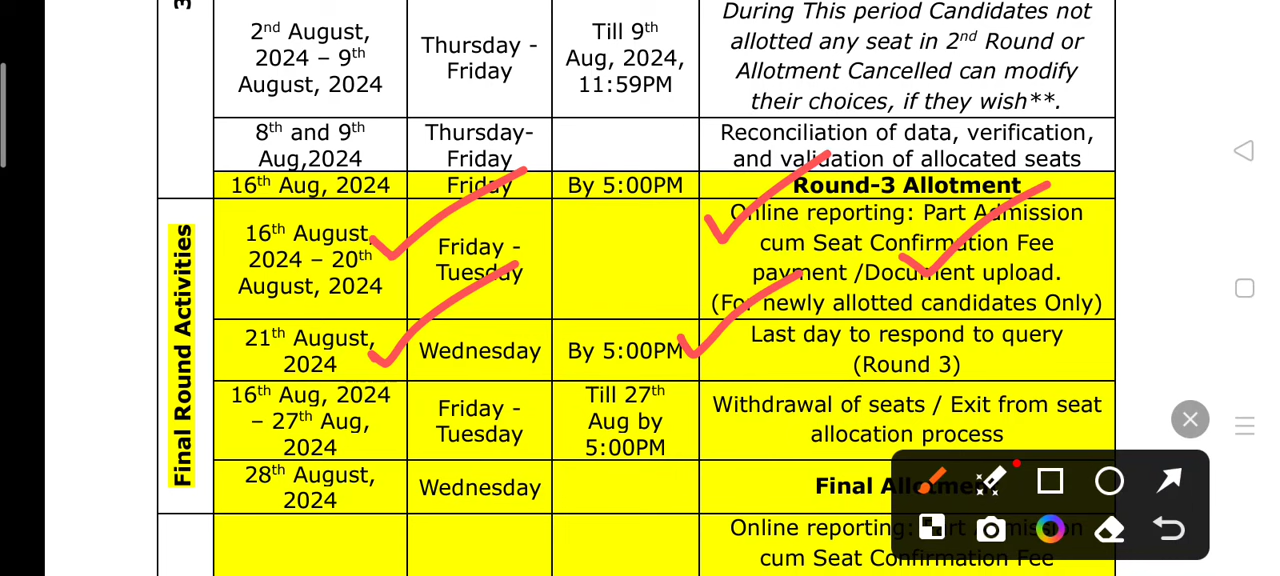 3
During This period Candidates not
allotted any seat in 2nd Round or
Allotment Cancelled can modify
their choices, if they wish**.
2nd August,
2024 – 9th
August, 2024
Thursday -
Friday
Till 9th
Aug, 2024,
11:59PM
8th and 9th
Aug,2024
Thursday-
Friday
Reconciliation of data, verification,
and validation of allocated seats
16th Aug, 2024
Friday
By 5:00PM
Round-3 Allotment
Final Round Activities
16th August,
2024 – 20th
August, 2024
Friday -
Tuesday
Online reporting: Part Admission
cum Seat Confirmation Fee
payment /Document upload.
(For newly allotted candidates Only)
21th August,
2024
Wednesday
By 5:00PM
Last day to respond to query
(Round 3)
16th Aug, 2024
– 27th Aug,
2024
Friday -
Tuesday
Till 27th
Aug by
5:00PM
Withdrawal of seats / Exit from seat
allocation process
28th August,
2024
Wednesday
Final Allotment
Online reporting: Part Admission
cum Seat Confirmation Fee